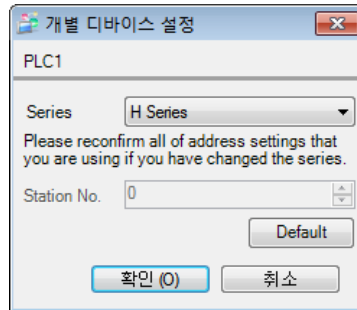 개별 디바이스 설정
PLC1
Series H Series
Please reconfirm all of address settings that
you are using if you have changed the series.
Station No. 0
Default
확인 (O) 취소